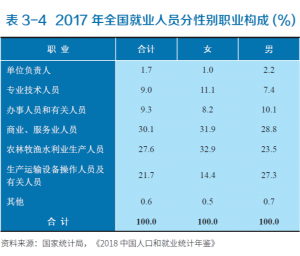 表 3-4 2017 年全国就业人员分性别职业构成 (%)
职 业 合计 女 男
单位负责人 1.7 1.0 2.2
专业技术人员 9.0 11.1 7.4
办事人员和有关人员 9.3 8.2 10.1
商业、服务业人员 30.1 31.9 28.8
农林牧渔水利业生产人员 27.6 32.9 23.5
生产运输设备操作人员及
有关人员 21.7 14.4 27.3
其他 0.6 0.5 0.7
合 计 100.0 100.0 100.0
资料来源：国家统计局，《2018 中国人口和就业统计年鉴》